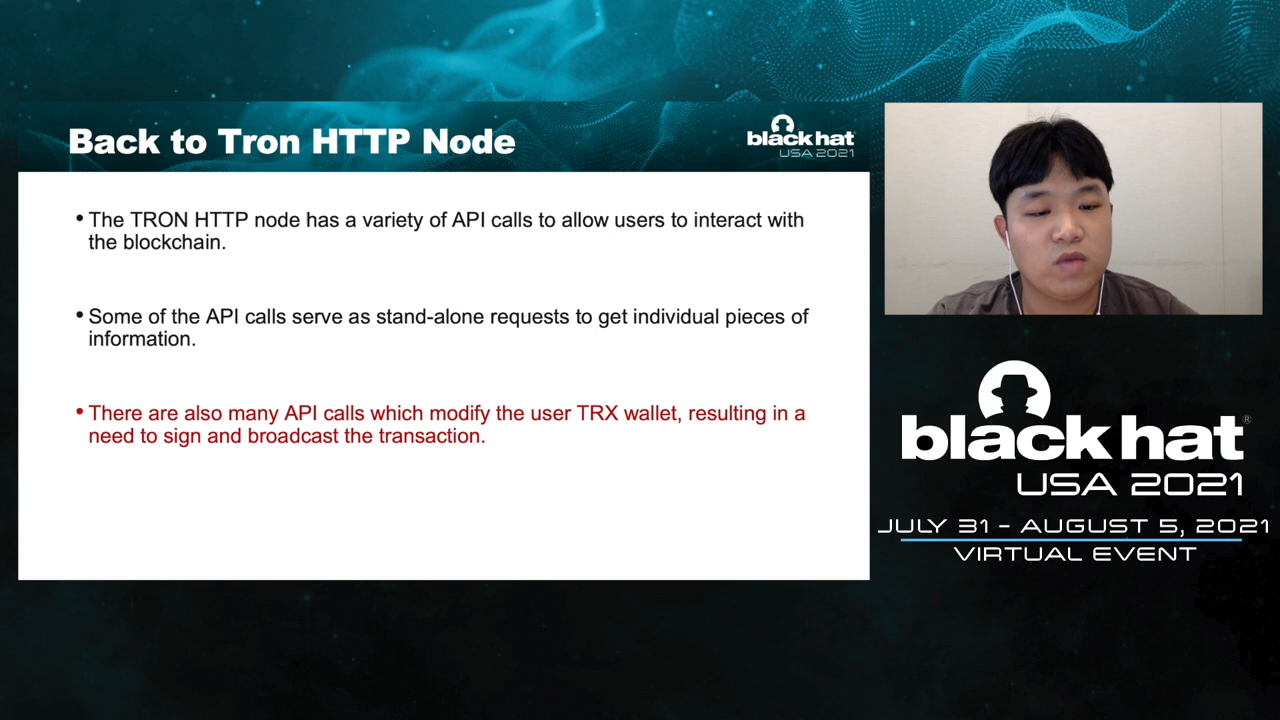 Back to Tron HTTP Node
black hat
USA 2021
• The TRON HTTP node has a variety of API calls to allow users to interact with
the blockchain.
• Some of the API calls serve as stand-alone requests to get individual pieces of
information.
• There are also many API calls which modify the user TRX wallet, resulting in a
need to sign and broadcast the transaction.
black hat®
USA 2021
JULY 31 - AUGUST 5, 2021
VIRTUAL EVENT